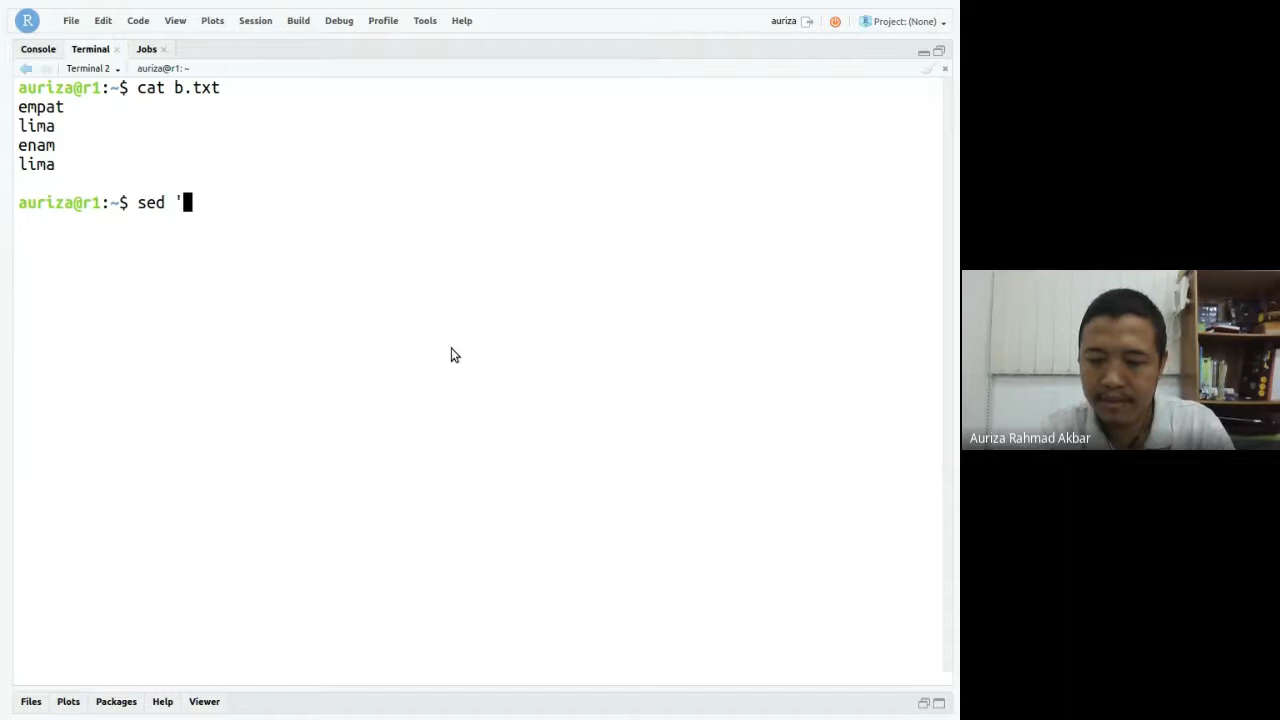 R File Edit Code View Plots Session Build Debug Profile Tools Help auriza Project: (None)
Console Terminal Jobs
Terminal 2 auriza@r1: ~
auriza@r1:~$ cat b.txt
empat
lima
enam
lima
auriza@r1:~$ sed '
Auriza Rahmad Akbar
Files Plots Packages Help Viewer